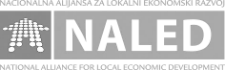 NACIONALNA ALIJANSA ZA LOKALNI EKONOMSKI RAZVOJ
NALED
NATIONAL ALLIANCE FOR LOCAL ECONOMIC DEVELOPMENT